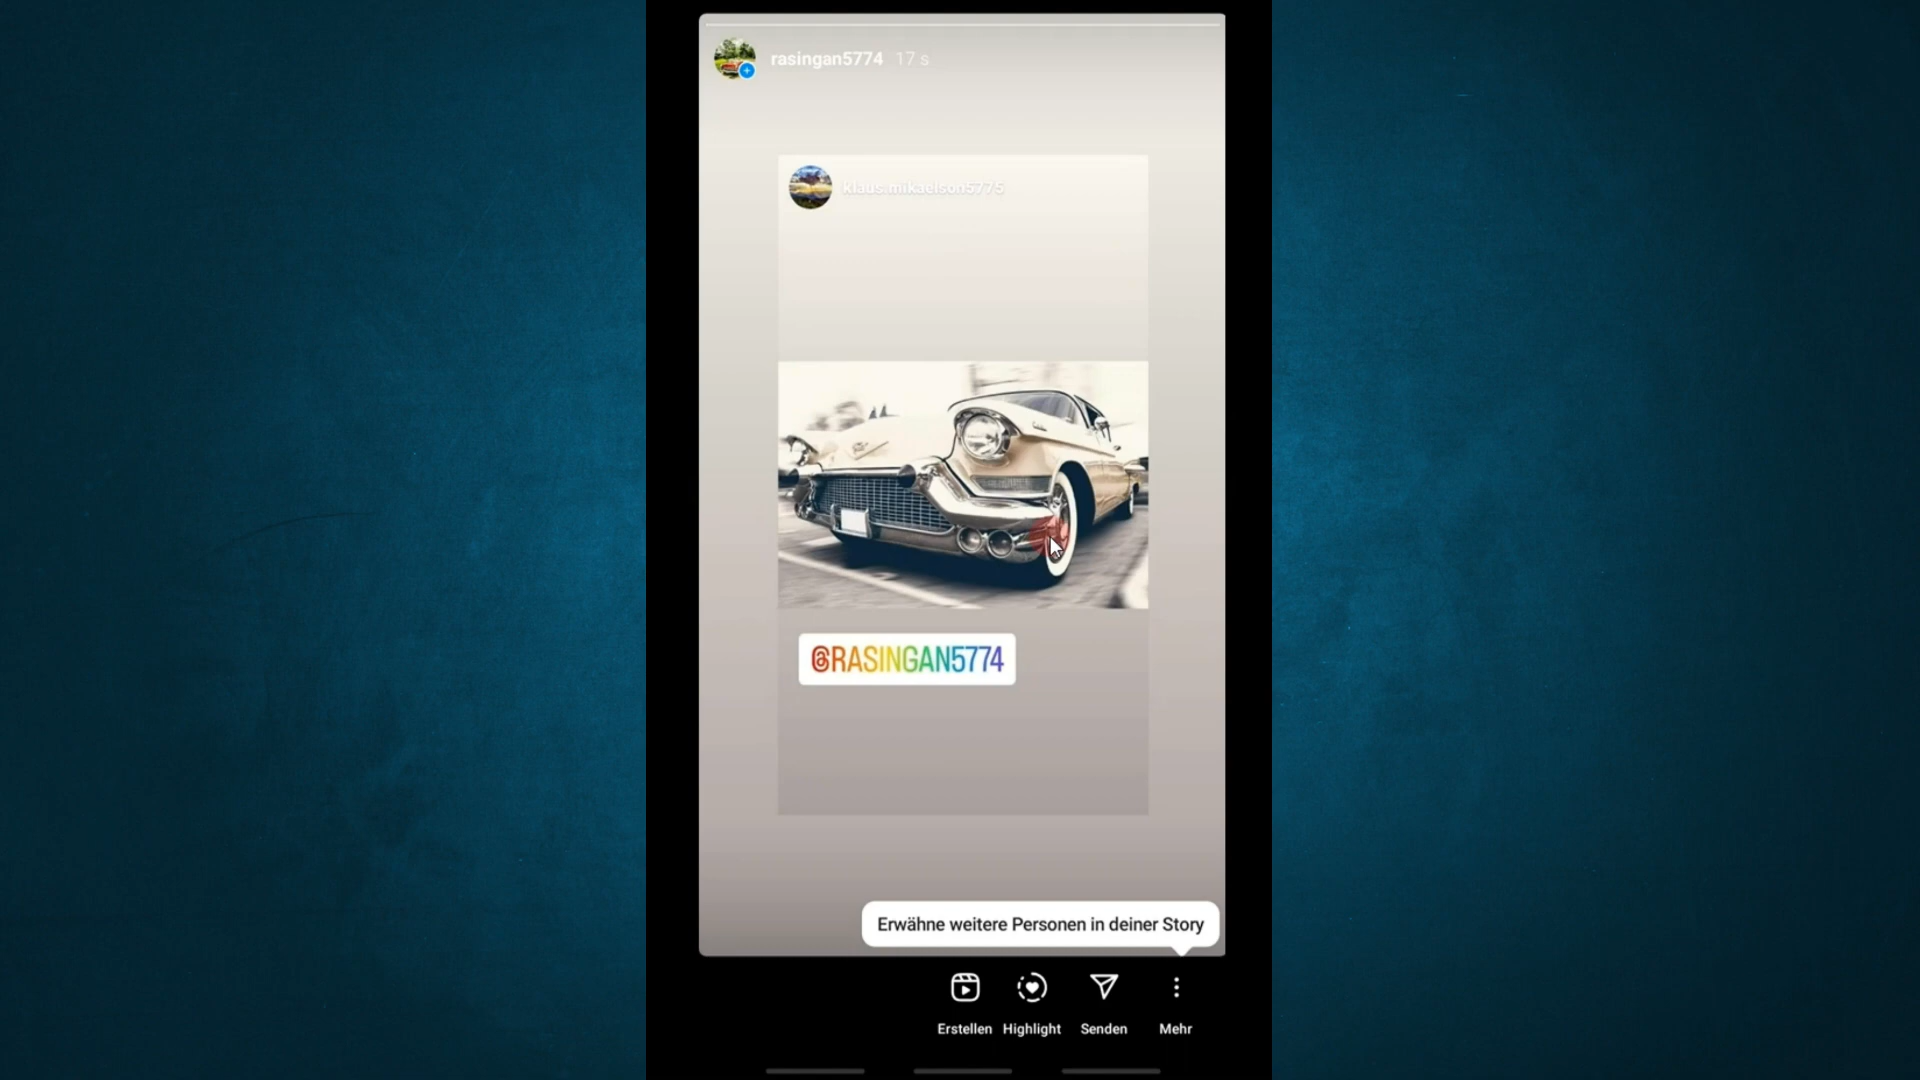 rasingan5774 17 s
klaus.mikaelson5775
@RASINGAN5774
Erwähne weitere Personen in deiner Story
Erstellen Highlight Senden Mehr